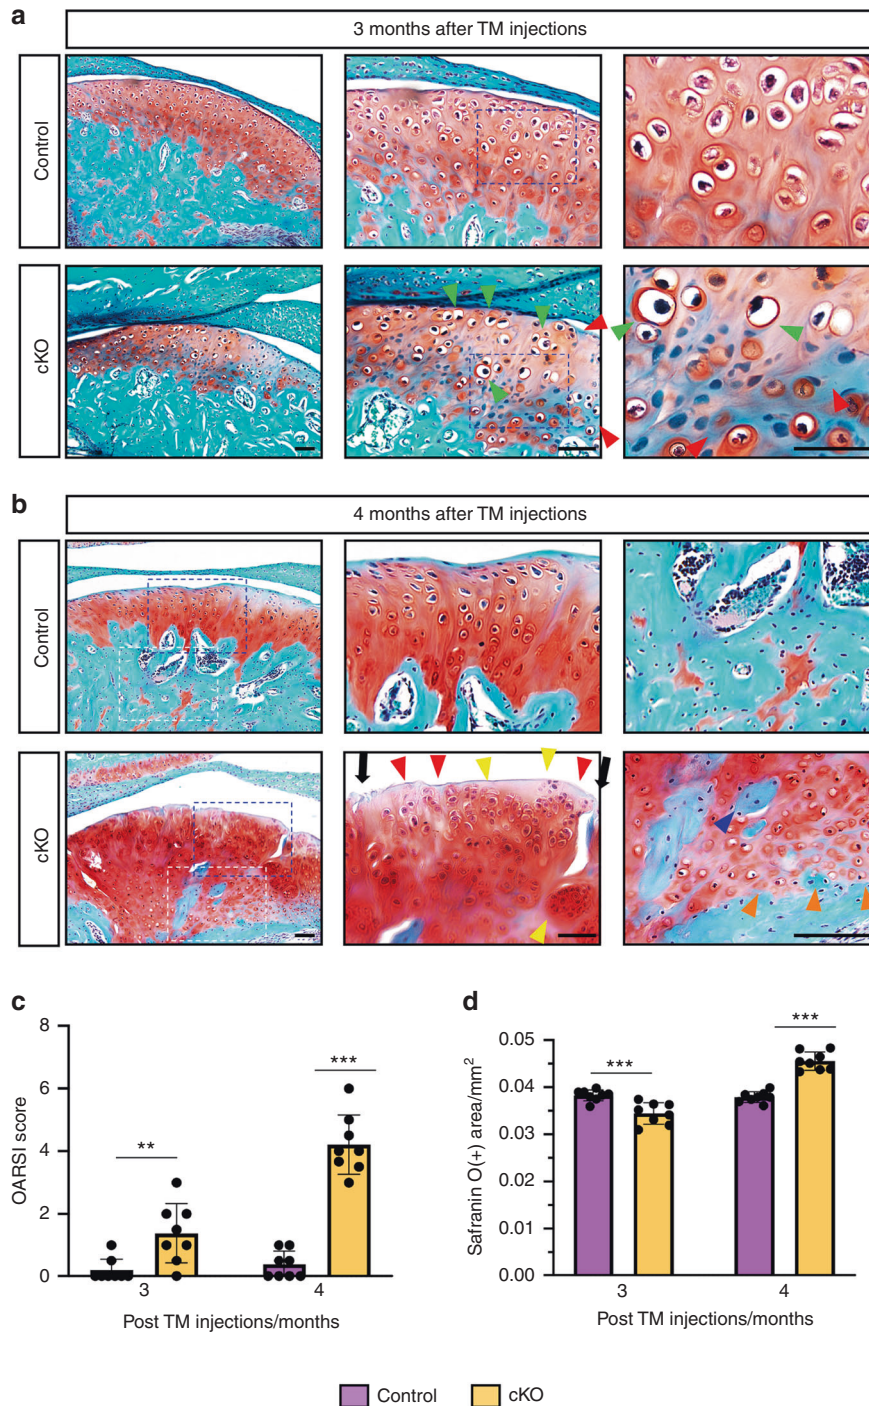 a
3 months after TM injections
Control
cKO
b
4 months after TM injections
Control
cKO
c
8
6
4
2
0
OARSI score
**
***
3
4
Post TM injections/months
d
0.05
0.04
0.03
0.02
0.01
0.00
Safranin O(+) area/mm²
***
***
3
4
Post TM injections/months
Control
cKO